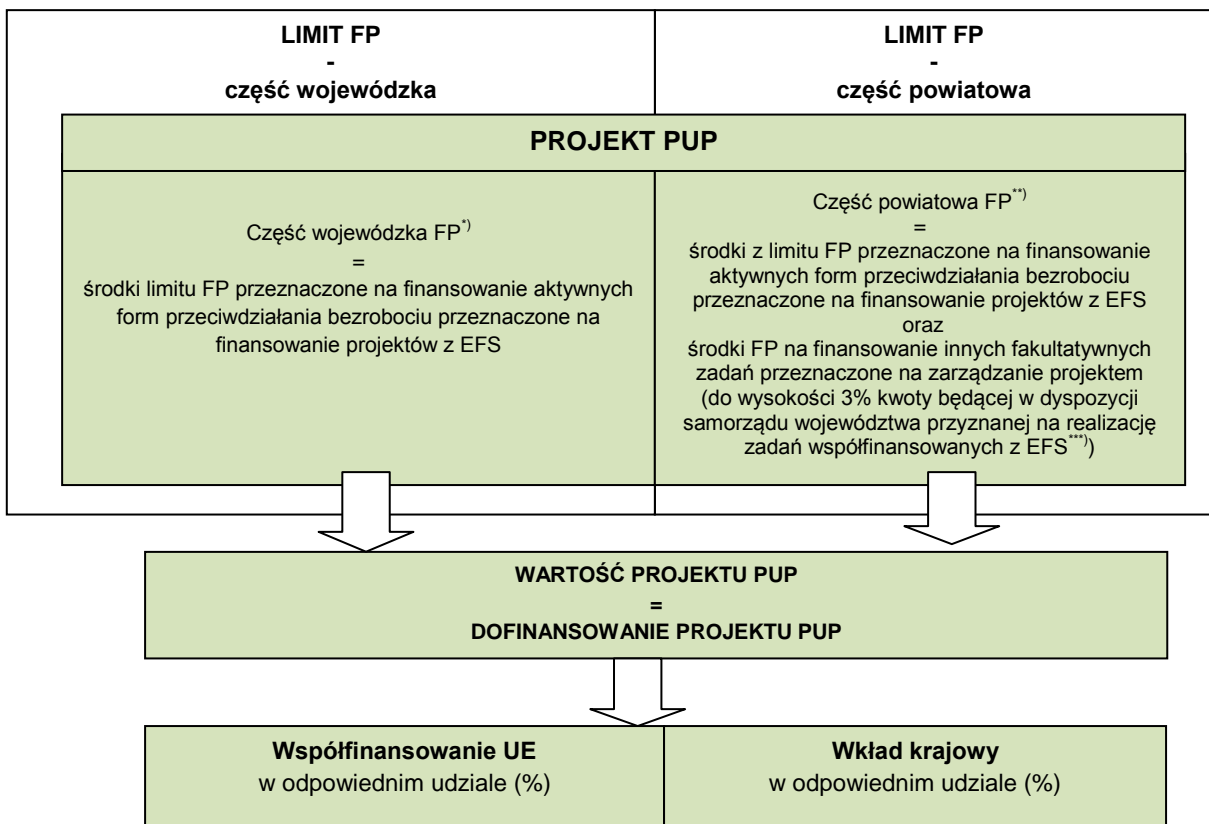 LIMIT FP
-
część wojewódzka
LIMIT FP
-
część powiatowa
PROJEKT PUP
Część wojewódzka FP*)
=
środki limitu FP przeznaczone na finansowanie aktywnych
form przeciwdziałania bezrobociu przeznaczone na
finansowanie projektów z EFS
Część powiatowa FP**)
=
środki z limitu FP przeznaczone na finansowanie
aktywnych form przeciwdziałania bezrobociu
przeznaczone na finansowanie projektów z EFS
oraz
środki FP na finansowanie innych fakultatywnych
zadań przeznaczone na zarządzanie projektem
(do wysokości 3% kwoty będącej w dyspozycji
samorządu województwa przyznanej na realizację
zadań współfinansowanych z EFS***))
WARTOŚĆ PROJEKTU PUP
=
DOFINANSOWANIE PROJEKTU PUP
Współfinansowanie UE
w odpowiednim udziale (%)
Wkład krajowy
w odpowiednim udziale (%)